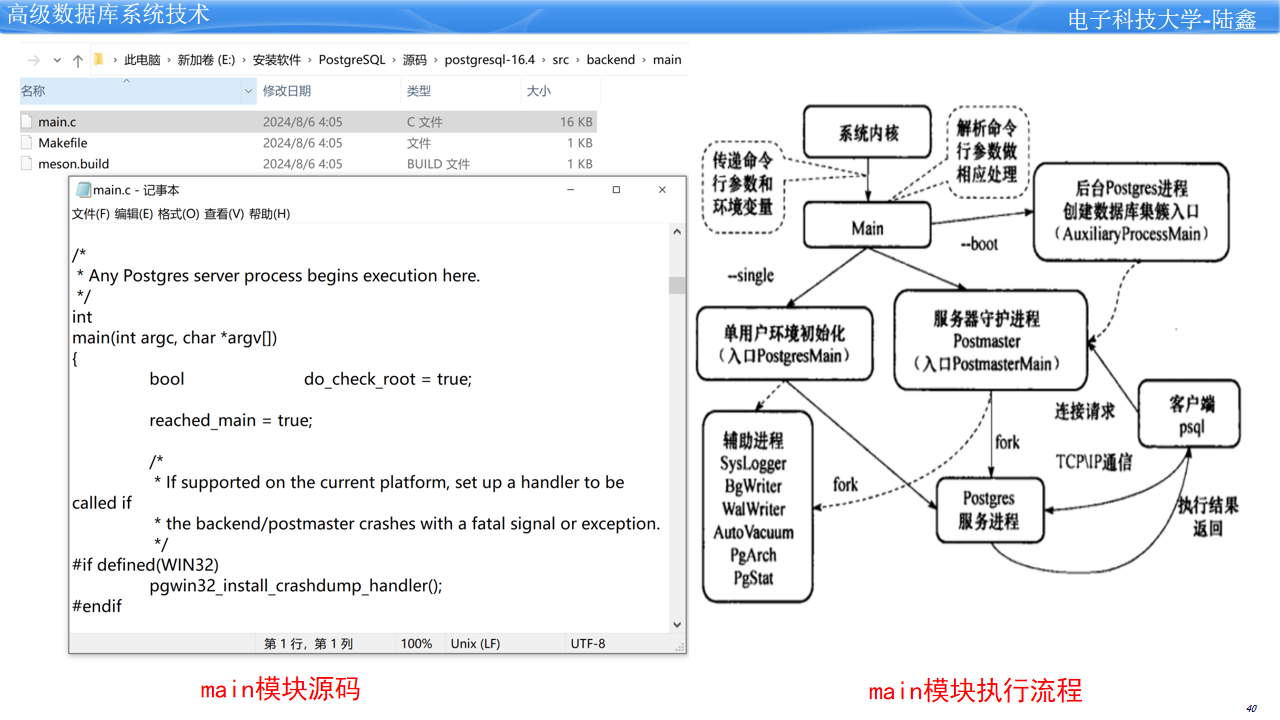 高级数据库系统技术
电子科技大学-陆鑫
此电脑 › 新加卷 (E:) › 安装软件 › PostgreSQL › 源码 › postgresql-16.4 › src › backend › main
名称 修改日期 类型 大小
main.c 2024/8/6 4:05 C 文件 16 KB
Makefile 2024/8/6 4:05 文件 1 KB
meson.build 2024/8/6 4:05 BUILD 文件 1 KB
main.c - 记事本
文件(F) 编辑(E) 格式(O) 查看(V) 帮助(H)
/*
* Any Postgres server process begins execution here.
*/
int
main(int argc, char *argv[])
{
bool do_check_root = true;
reached_main = true;
/*
* If supported on the current platform, set up a handler to be
called if
* the backend/postmaster crashes with a fatal signal or exception.
*/
#if defined(WIN32)
pgwin32_install_crashdump_handler();
#endif
第 1 行，第 1 列 100% Unix (LF) UTF-8
main模块源码
系统内核
传递命令
行参数和
环境变量
解析命令
行参数做
相应处理
Main
--boot
后台Postgres进程
创建数据库集簇入口
（AuxiliaryProcessMain）
--single
单用户环境初始化
（入口PostgresMain）
服务器守护进程
Postmaster
（入口PostmasterMain）
连接请求
客户端
psql
辅助进程
SysLogger
BgWriter
WalWriter
AutoVacuum
PgArch
PgStat
fork
fork
TCP\IP通信
Postgres
服务进程
执行结果
返回
main模块执行流程
40